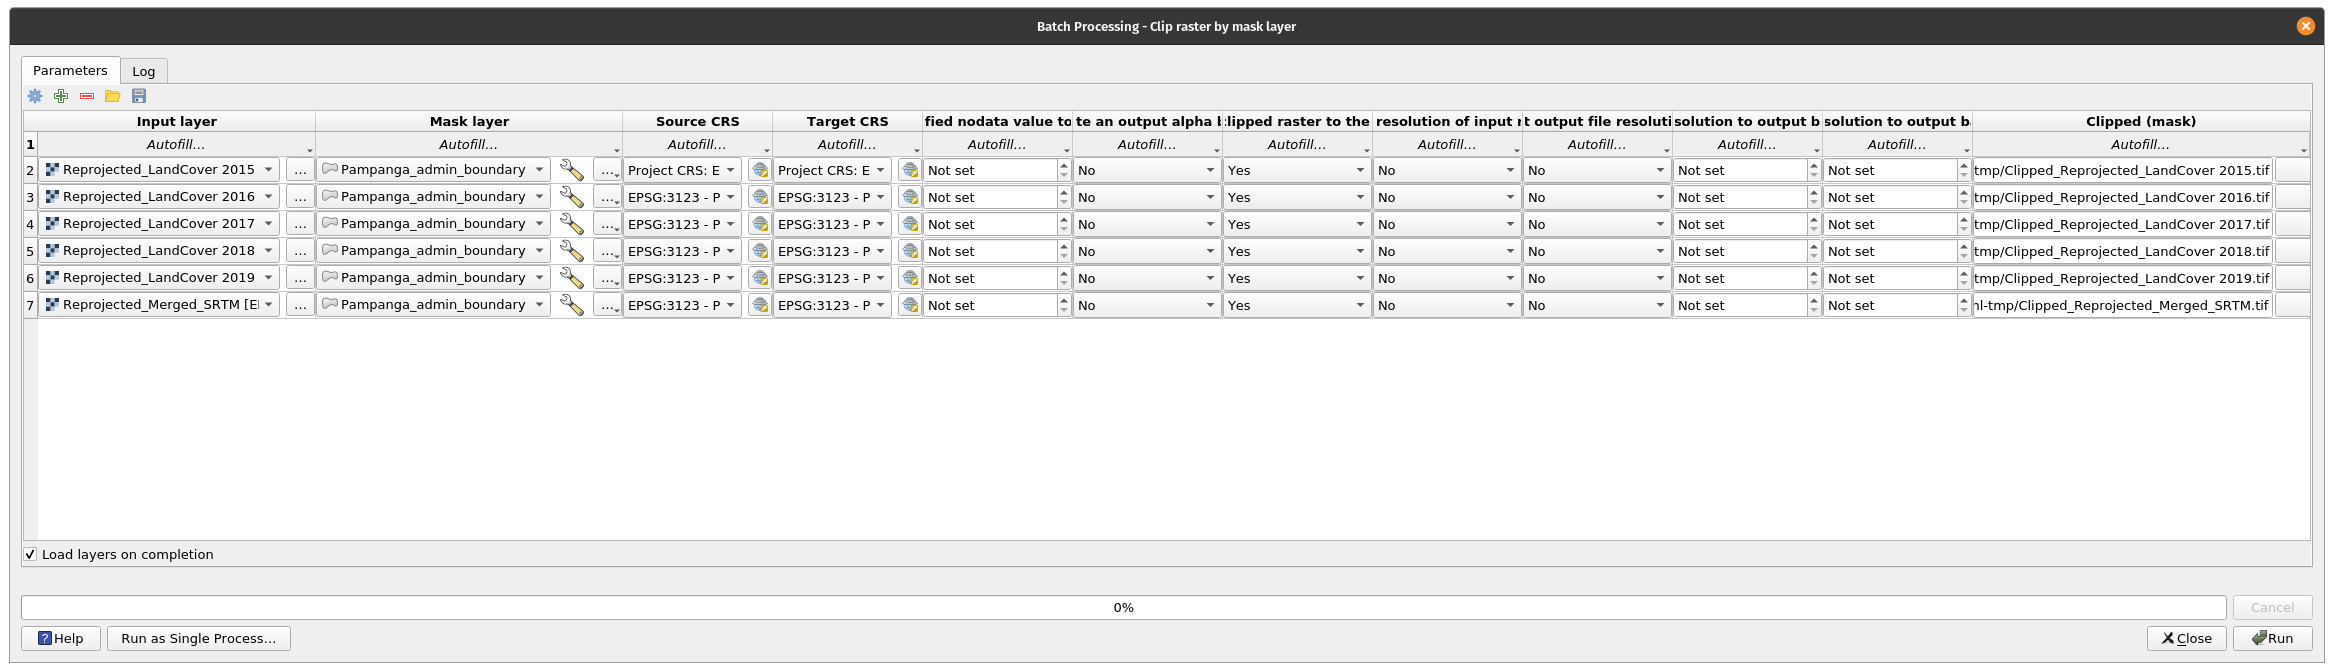 Batch Processing - Clip raster by mask layer
Parameters Log
Input layer Mask layer Source CRS Target CRS fied nodata value to te an output alpha lipped raster to the resolution of input t output file resoluti solution to output b solution to output b Clipped (mask)
1 Autofill... Autofill... Autofill... Autofill... Autofill... Autofill... Autofill... Autofill... Autofill... Autofill... Autofill... Autofill...
2 Reprojected_LandCover 2015 ... Pampanga_admin_boundary ... Project CRS: E Project CRS: E Not set No Yes No No Not set Not set tmp/Clipped_Reprojected_LandCover 2015.tif
3 Reprojected_LandCover 2016 ... Pampanga_admin_boundary ... EPSG:3123 - P EPSG:3123 - P Not set No Yes No No Not set Not set tmp/Clipped_Reprojected_LandCover 2016.tif
4 Reprojected_LandCover 2017 ... Pampanga_admin_boundary ... EPSG:3123 - P EPSG:3123 - P Not set No Yes No No Not set Not set tmp/Clipped_Reprojected_LandCover 2017.tif
5 Reprojected_LandCover 2018 ... Pampanga_admin_boundary ... EPSG:3123 - P EPSG:3123 - P Not set No Yes No No Not set Not set tmp/Clipped_Reprojected_LandCover 2018.tif
6 Reprojected_LandCover 2019 ... Pampanga_admin_boundary ... EPSG:3123 - P EPSG:3123 - P Not set No Yes No No Not set Not set tmp/Clipped_Reprojected_LandCover 2019.tif
7 Reprojected_Merged_SRTM [E ... Pampanga_admin_boundary ... EPSG:3123 - P EPSG:3123 - P Not set No Yes No No Not set Not set l-tmp/Clipped_Reprojected_Merged_SRTM.tif
Load layers on completion
0%
Cancel
Help Run as Single Process... Close Run